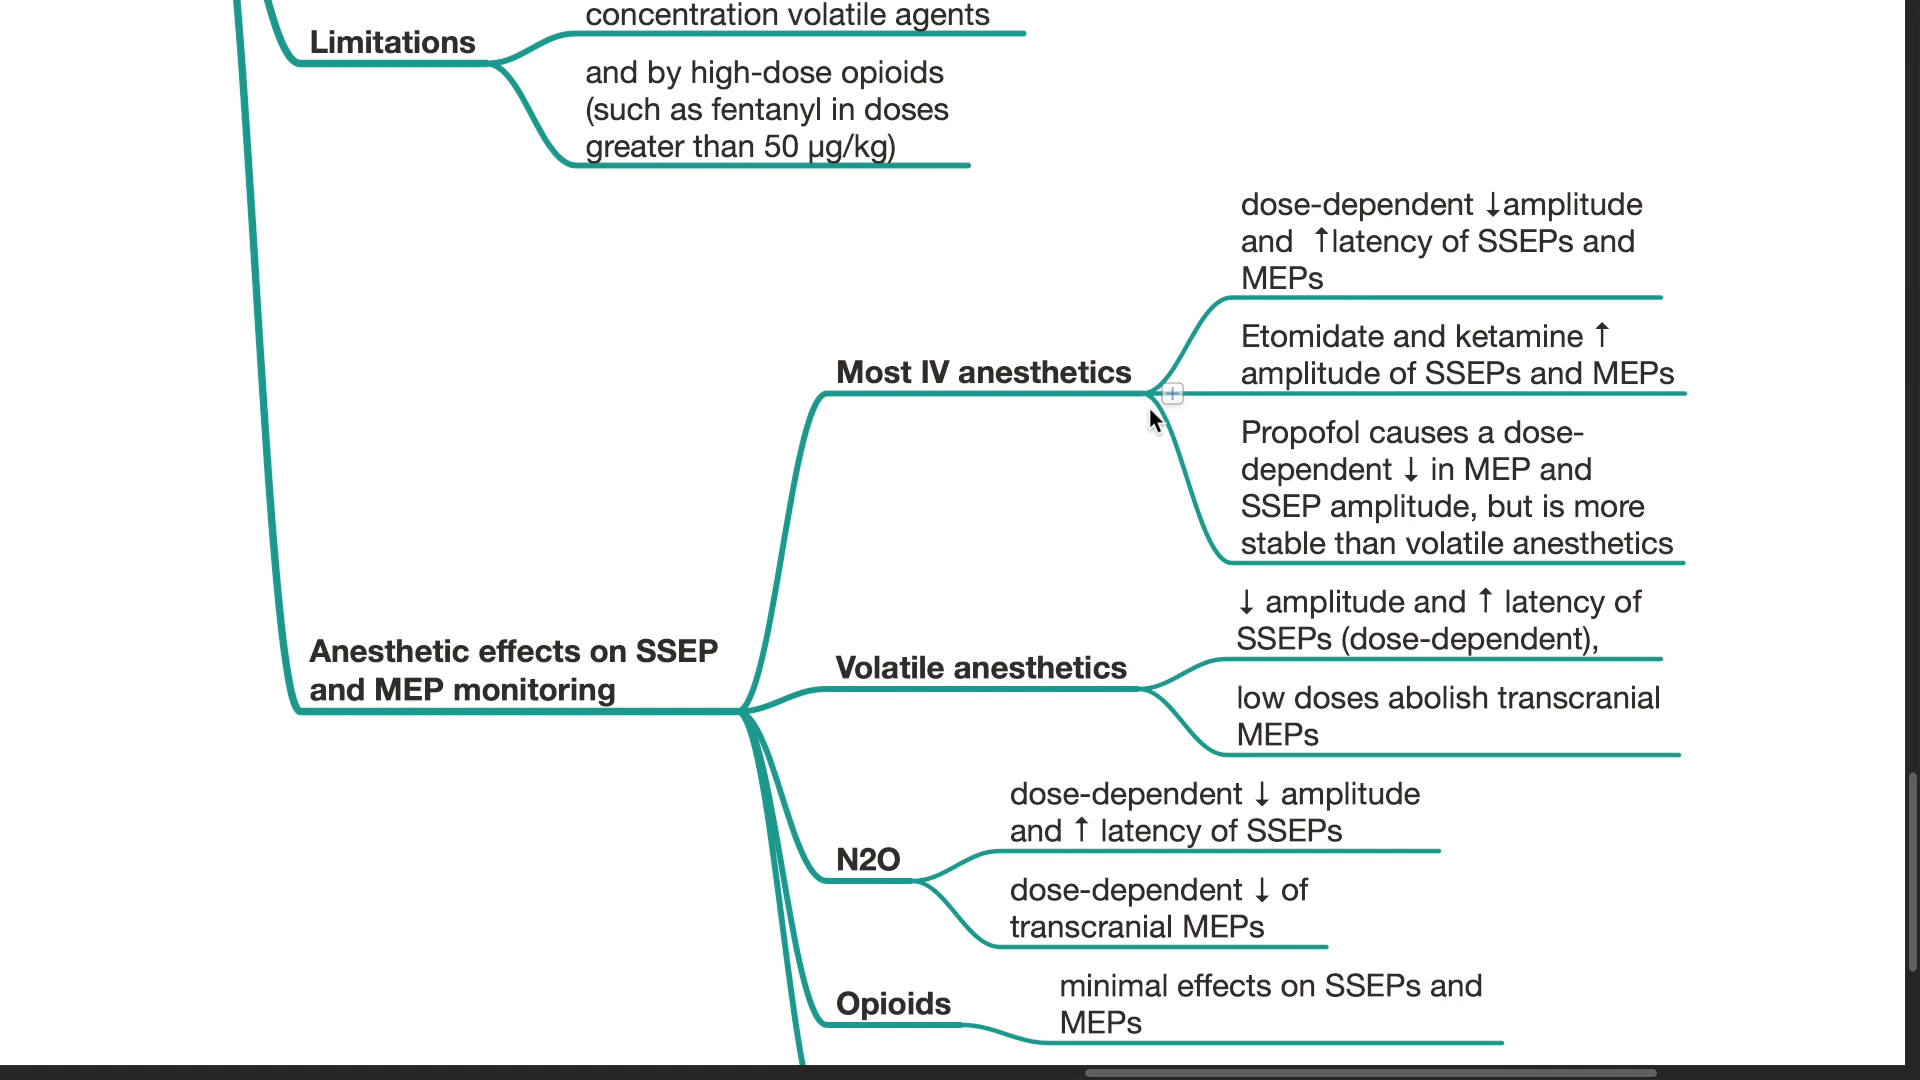 concentration volatile agents
Limitations
and by high-dose opioids
(such as fentanyl in doses
greater than 50 µg/kg)
dose-dependent ↓amplitude
and ↑latency of SSEPs and
MEPs
Etomidate and ketamine ↑
amplitude of SSEPs and MEPs
Most IV anesthetics
Propofol causes a dose-
dependent ↓ in MEP and
SSEP amplitude, but is more
stable than volatile anesthetics
Anesthetic effects on SSEP
and MEP monitoring
↓ amplitude and ↑ latency of
SSEPs (dose-dependent),
Volatile anesthetics
low doses abolish transcranial
MEPs
dose-dependent ↓ amplitude
and ↑ latency of SSEPs
N2O
dose-dependent ↓ of
transcranial MEPs
Opioids
minimal effects on SSEPs and
MEPs